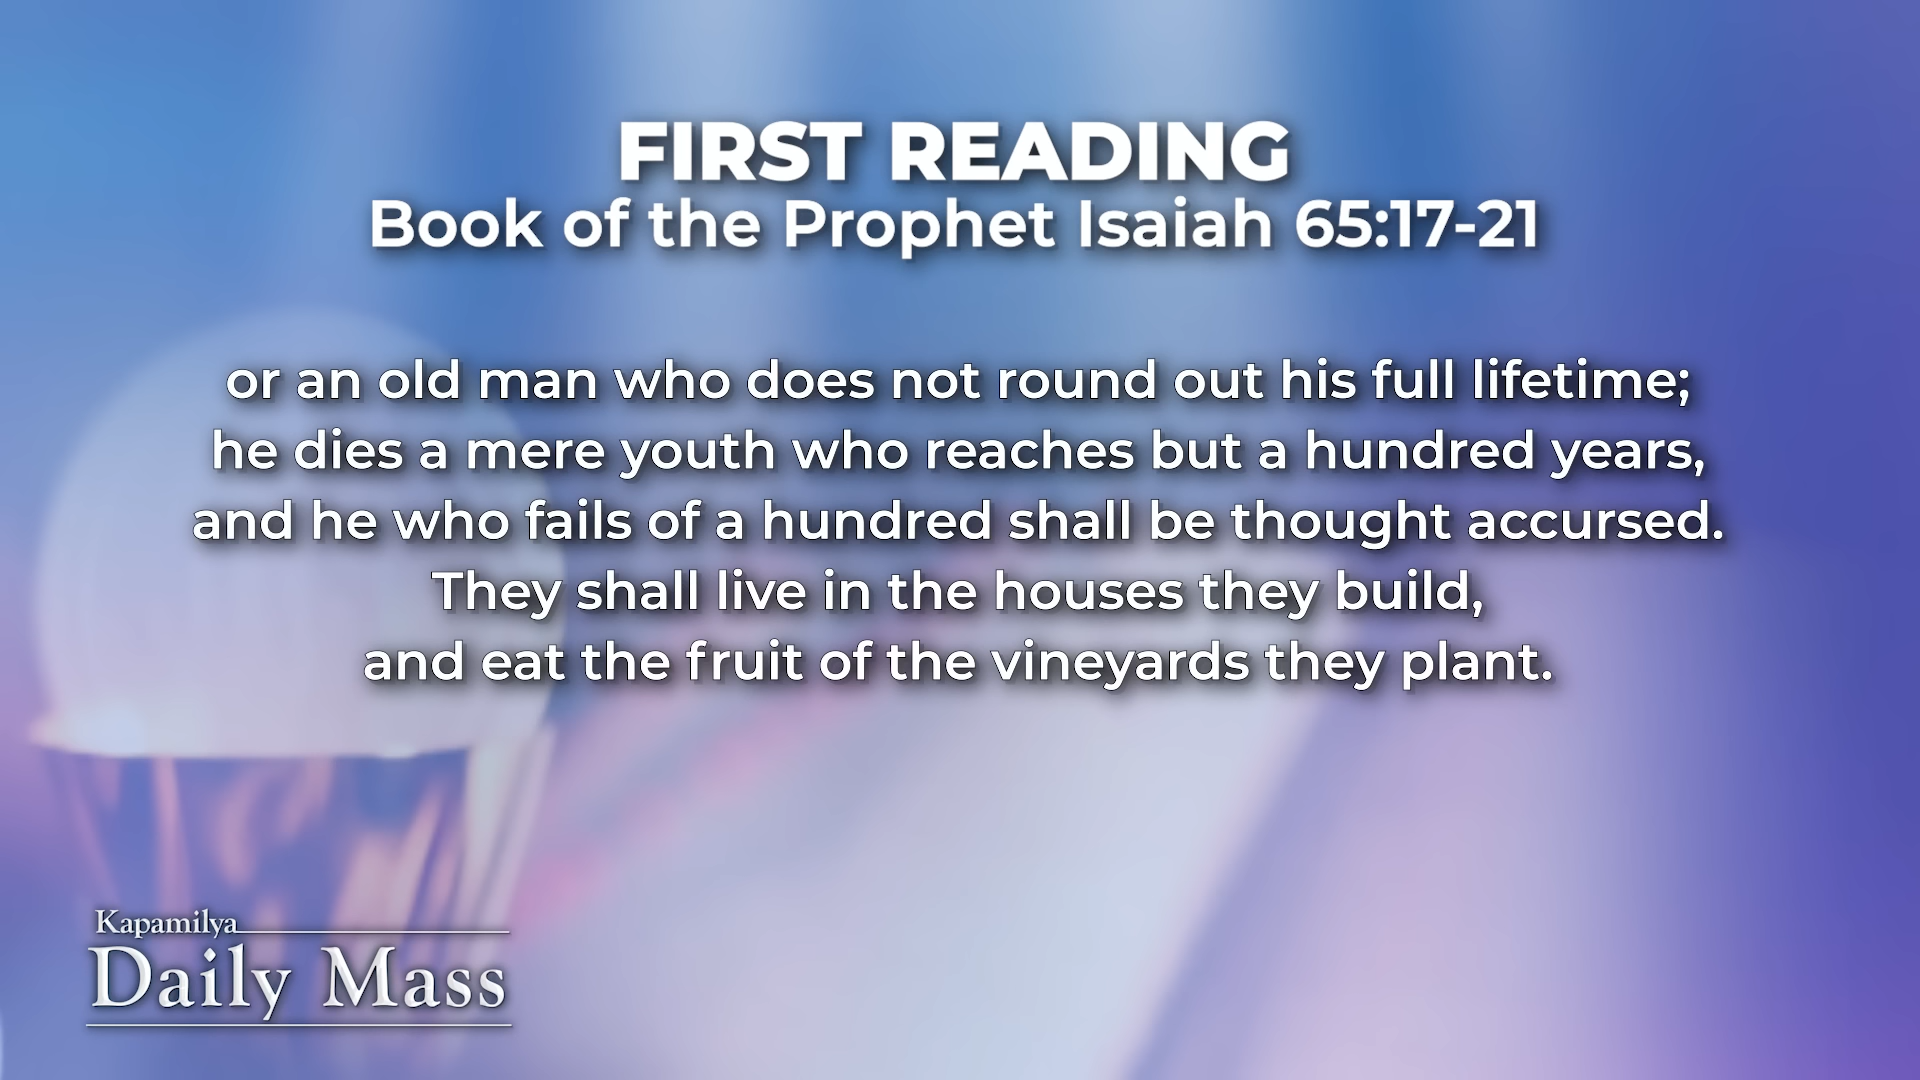 FIRST READING
Book of the Prophet Isaiah 65:17-21
or an old man who does not round out his full lifetime;
he dies a mere youth who reaches but a hundred years,
and he who fails of a hundred shall be thought accursed.
They shall live in the houses they build,
and eat the fruit of the vineyards they plant.
Kapamilya
Daily Mass